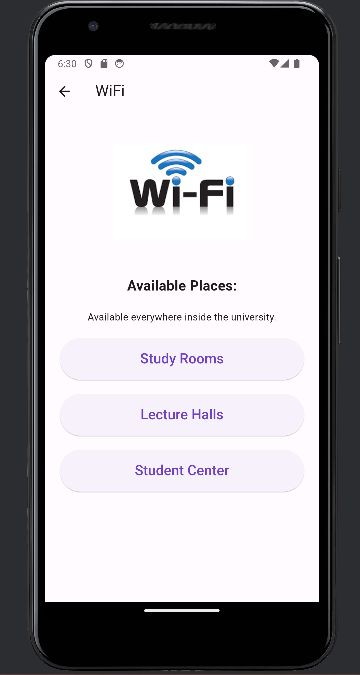 6:30
WiFi
Wi-Fi
Available Places:
Available everywhere inside the university.
Study Rooms
Lecture Halls
Student Center